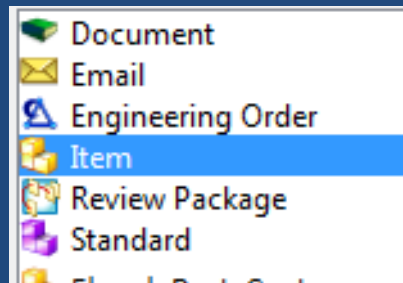 Document
Email
Engineering Order
Item
Review Package
Standard